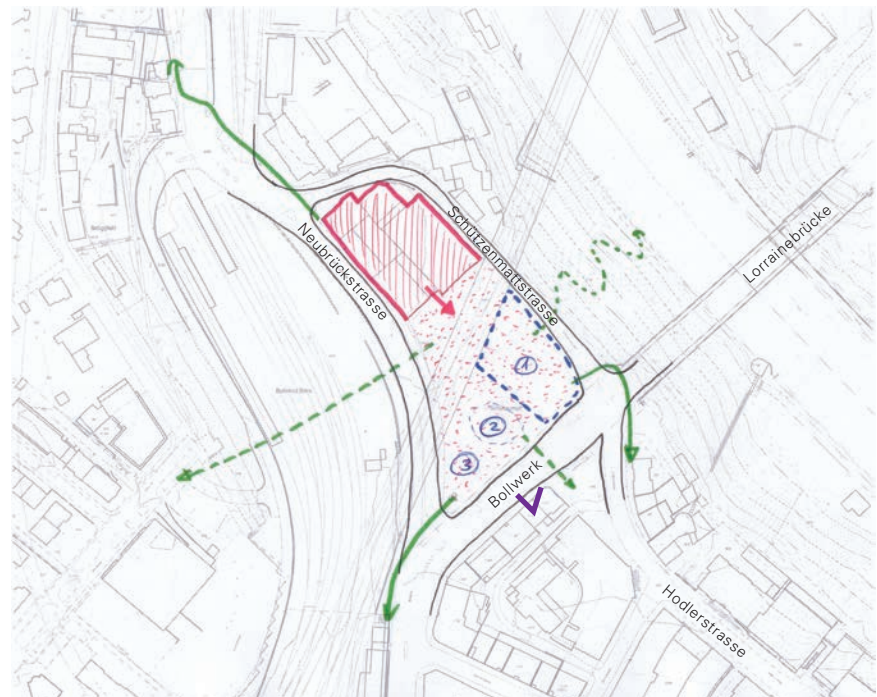 Schützenmattstrasse
Neubrückstrasse
Lorrainebrücke
1
2
3
Bollwerk
Hodlerstrasse